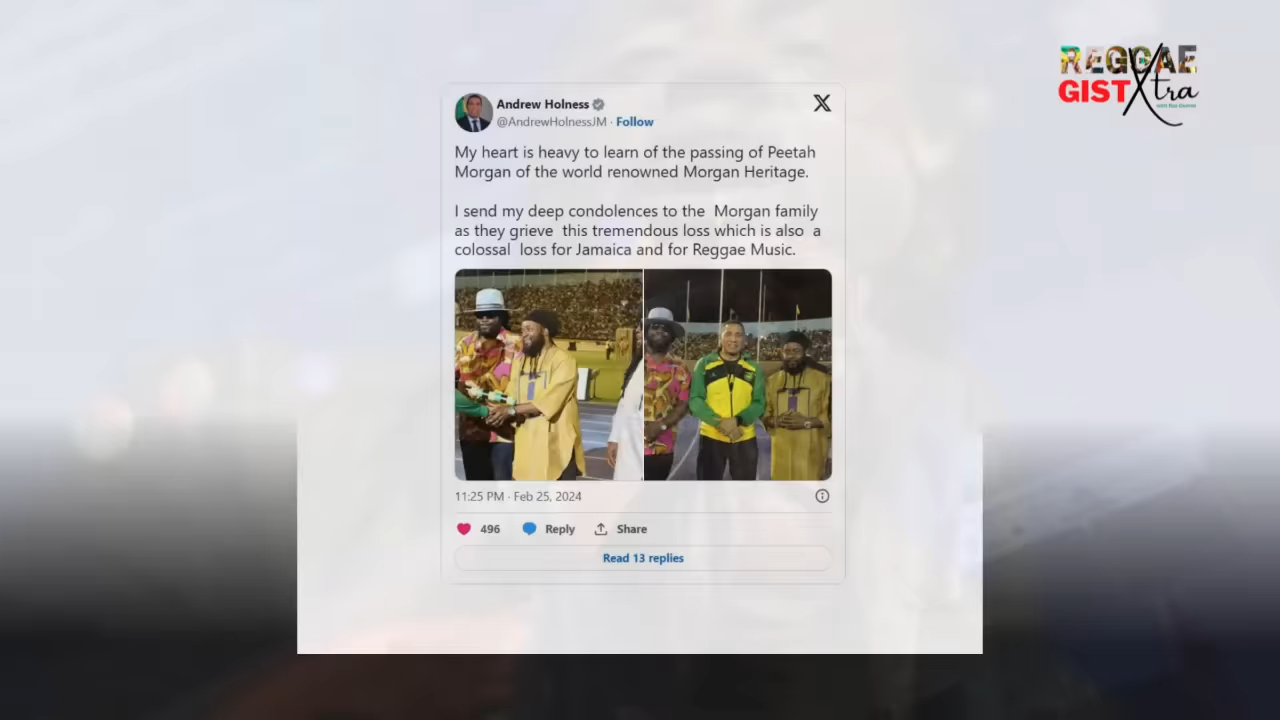 REGGAE
GIST Xtra
Andrew Holness
@AndrewHolnessJM · Follow
My heart is heavy to learn of the passing of Peetah
Morgan of the world renowned Morgan Heritage.
I send my deep condolences to the Morgan family
as they grieve this tremendous loss which is also a
colossal loss for Jamaica and for Reggae Music.
11:25 PM · Feb 25, 2024
496 Reply Share
Read 13 replies